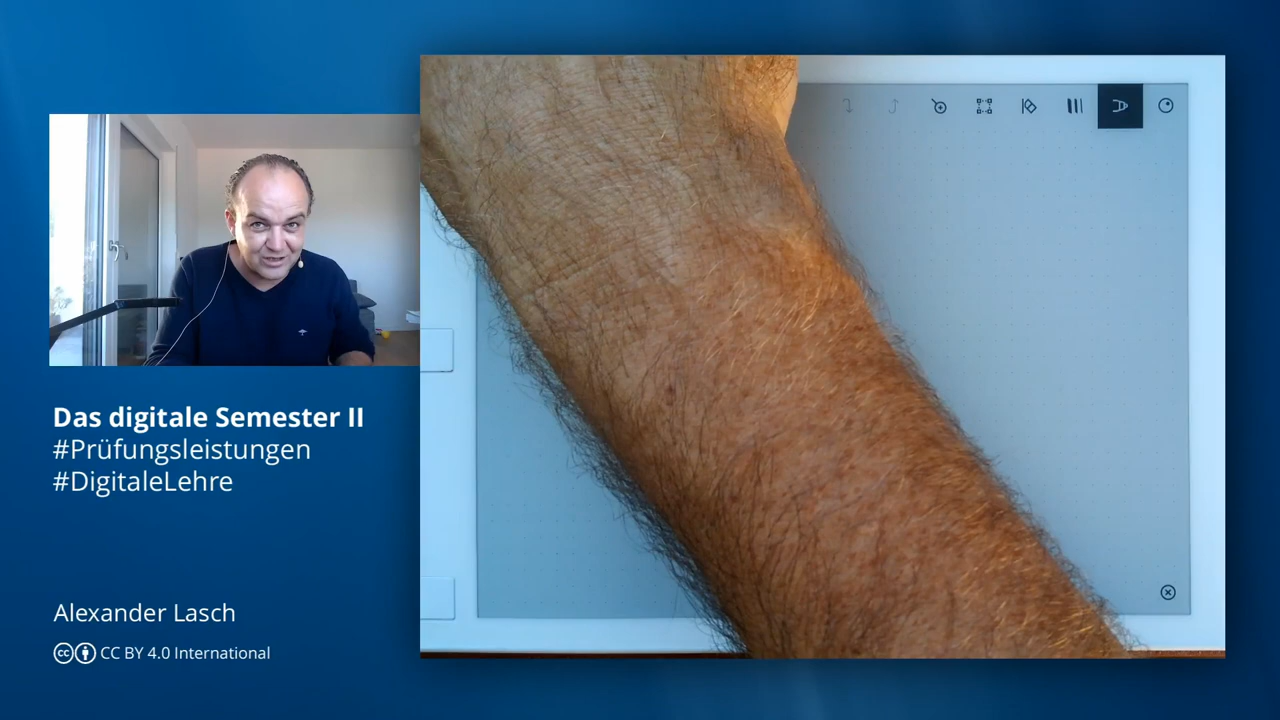 Das digitale Semester II
#Prüfungsleistungen
#DigitaleLehre
Alexander Lasch
CC BY 4.0 International